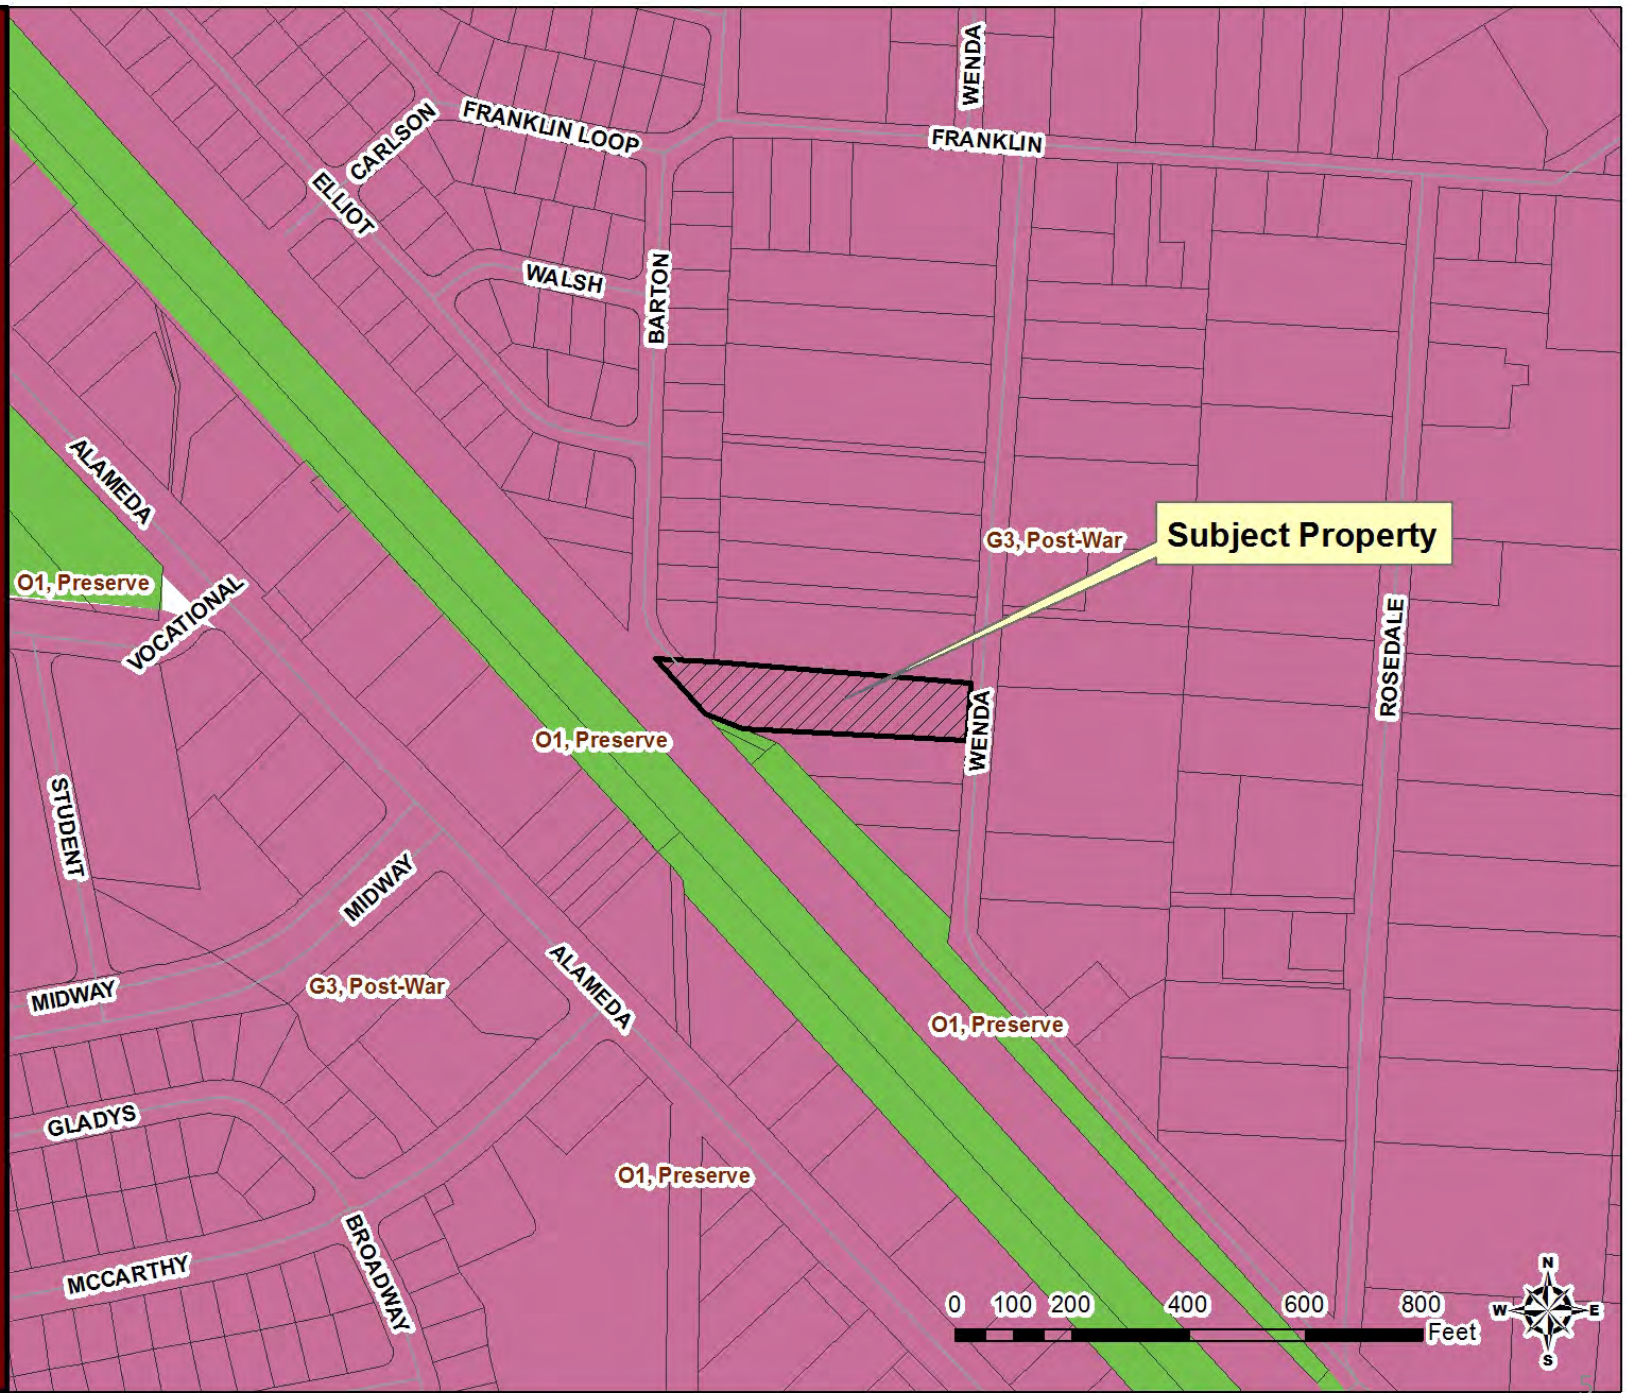 WENDA
CARLSON
FRANKLIN LOOP
FRANKLIN
ELLIOT
WALSH
BARTON
ALAMEDA
G3, Post-War
Subject Property
O1, Preserve
VOCATIONAL
ROSEDALE
WENDA
O1, Preserve
STUDENT
MIDWAY
ALAMEDA
MIDWAY
G3, Post-War
O1, Preserve
GLADYS
O1, Preserve
BROADWAY
MCCARTHY
0 100 200 400 600 800
Feet
N
W E
S